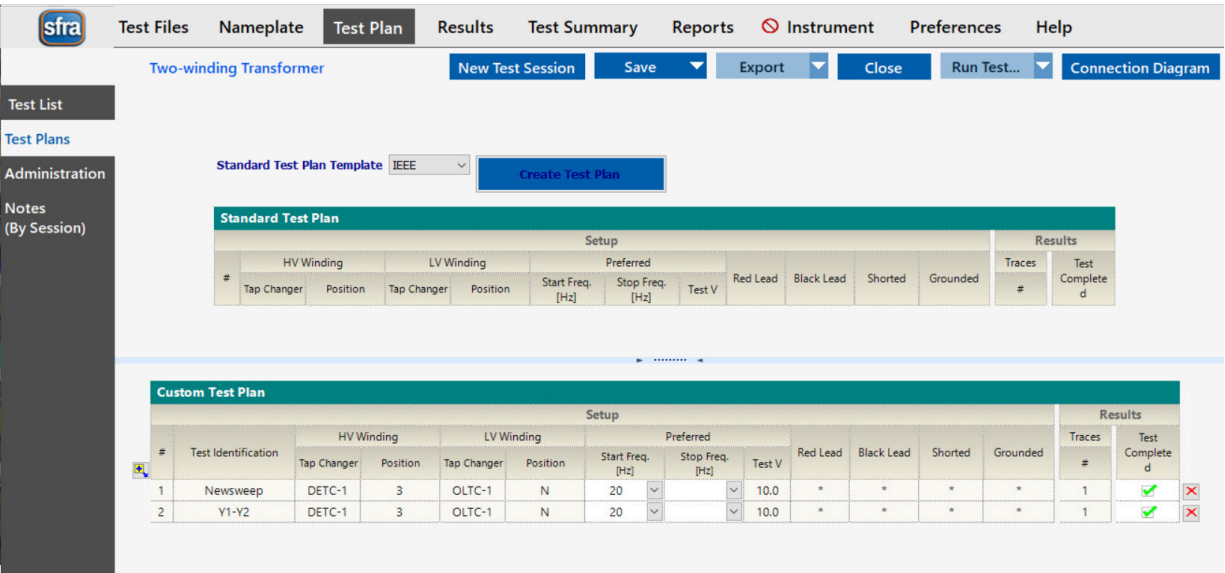 sfra Test Files Nameplate Test Plan Results Test Summary Reports Instrument Preferences Help
Two-winding Transformer New Test Session Save Export Close Run Test... Connection Diagram
Test List
Test Plans
Administration
Notes
(By Session)
Standard Test Plan Template IEEE Create Test Plan
Standard Test Plan
Setup Results
HV Winding LV Winding Preferred Traces Test
# Tap Changer Position Tap Changer Position Start Freq. Stop Freq. Test V Red Lead Black Lead Shorted Grounded # Complete
[Hz] [Hz] d
Custom Test Plan
Setup Results
HV Winding LV Winding Preferred Traces Test
# Test Identification Tap Changer Position Tap Changer Position Start Freq. Stop Freq. Test V Red Lead Black Lead Shorted Grounded # Complete
[Hz] [Hz] d
1 Newsweep DETC-1 3 OLTC-1 N 20 10.0 * * * * 1
2 Y1-Y2 DETC-1 3 OLTC-1 N 20 10.0 * * * * 1